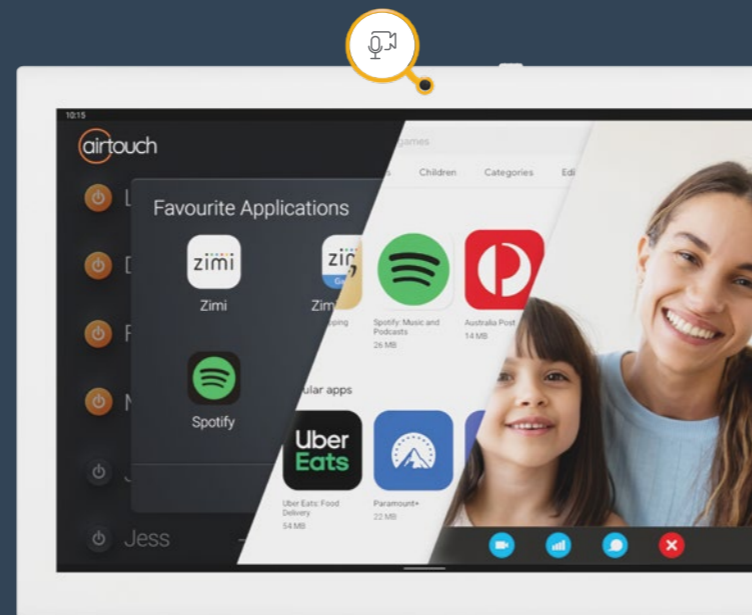 10:15
airtouch
Favourite Applications
zimi
Zimi
Spotify
Jess
games
Children
Categories
Spotify: Music and
Podcasts
26 MB
Australia Post
14 MB
Uber
Eats
Uber Eats: Food
Delivery
54 MB
Paramount+
22 MB